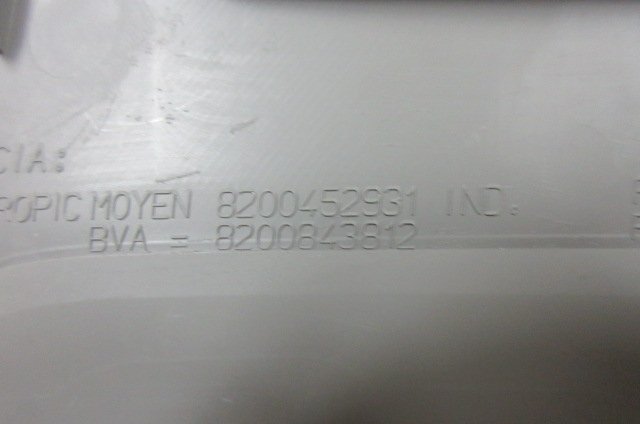 CIA:
ROPIC MOYEN 8200452931 IND.
BVA = 8200843812